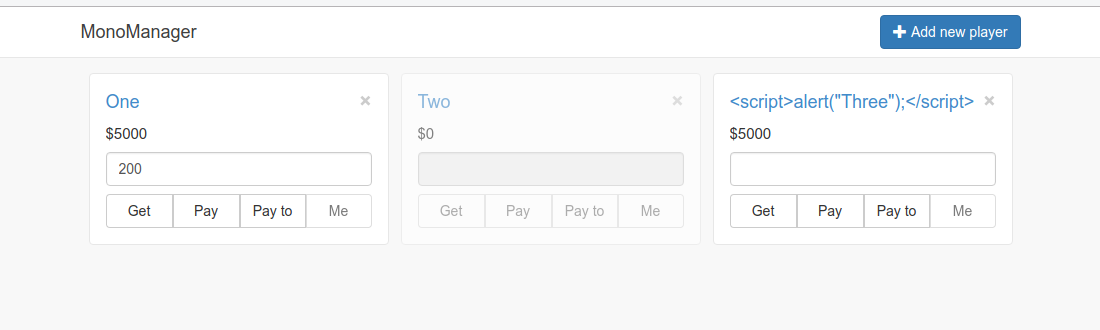 MonoManager
Add new player
One ×
$5000
200
Get Pay Pay to Me
Two ×
$0
Get Pay Pay to Me
<script>alert("Three");</script> ×
$5000
Get Pay Pay to Me